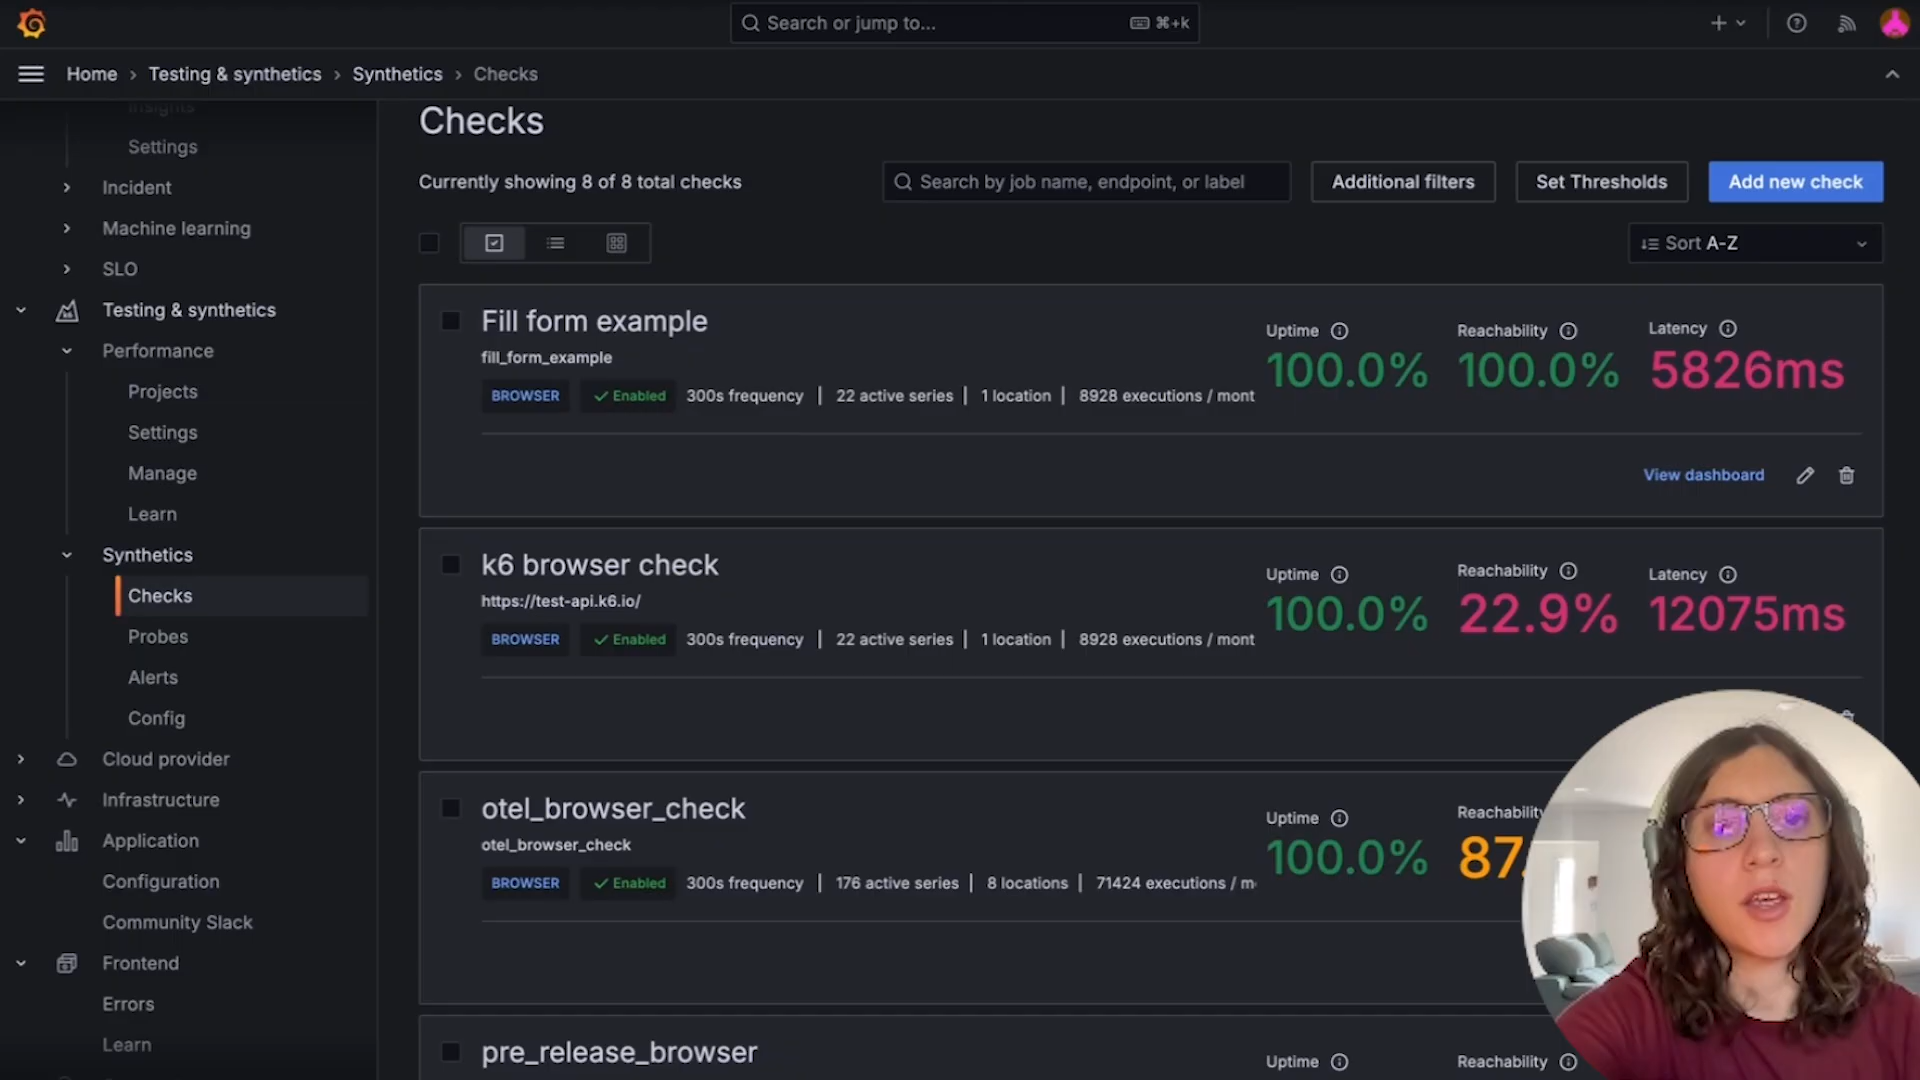 Search or jump to...
⌘+k
Home › Testing & synthetics › Synthetics › Checks
Insights
Settings
Incident
Machine learning
SLO
Testing & synthetics
Performance
Projects
Settings
Manage
Learn
Synthetics
Checks
Probes
Alerts
Config
Cloud provider
Infrastructure
Application
Configuration
Community Slack
Frontend
Errors
Learn
Checks
Currently showing 8 of 8 total checks
Search by job name, endpoint, or label
Additional filters
Set Thresholds
Add new check
Sort A-Z
Fill form example
fill_form_example
BROWSER Enabled 300s frequency | 22 active series | 1 location | 8928 executions / mont
Uptime Reachability Latency
100.0% 100.0% 5826ms
View dashboard
k6 browser check
https://test-api.k6.io/
BROWSER Enabled 300s frequency | 22 active series | 1 location | 8928 executions / mont
Uptime Reachability Latency
100.0% 22.9% 12075ms
otel_browser_check
otel_browser_check
BROWSER Enabled 300s frequency | 176 active series | 8 locations | 71424 executions / m
Uptime Reachability
100.0% 87.
pre_release_browser
Uptime Reachability